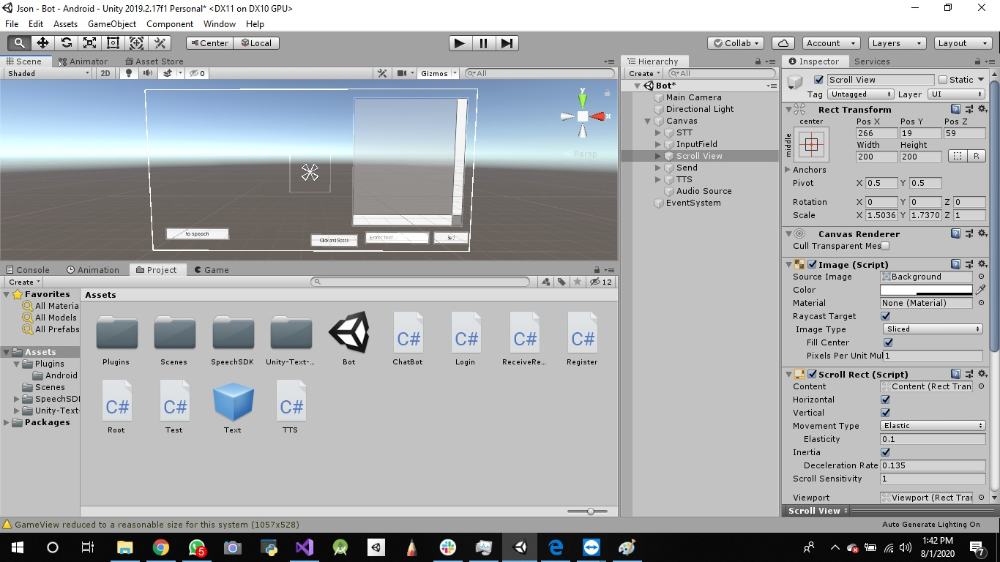 Json - Bot - Android - Unity 2019.2.17f1 Personal* <DX11 on DX10 GPU>
File Edit Assets GameObject Component Window Help
Center Local Collab Account Layers Layout
Scene Animator Asset Store
Shaded 2D 0 Gizmos All
y
x
Persp
to speech
Click and Speak Enter text... Send
Hierarchy
Create All
Bot*
Main Camera
Directional Light
Canvas
STT
InputField
Scroll View
Send
TTS
Audio Source
EventSystem
Inspector Services
Scroll View Static
Tag Untagged Layer UI
Rect Transform
center Pos X Pos Y Pos Z
middle 266 19 59
Width Height
200 200 R
Anchors
Pivot X 0.5 Y 0.5
Rotation X 0 Y 0 Z 0
Scale X 1.5036 Y 1.7370 Z 1
Canvas Renderer
Cull Transparent Mes
Image (Script)
Source Image Background
Color
Material None (Material)
Raycast Target
Image Type Sliced
Fill Center
Pixels Per Unit Mul 1
Scroll Rect (Script)
Content Content (Rect Tran
Horizontal
Vertical
Movement Type Elastic
Elasticity 0.1
Inertia
Deceleration Rate 0.135
Scroll Sensitivity 1
Viewport Viewport (Rect Tran
Scroll View
Console Animation Project Game
Create 12
Favorites
All Materia
All Models
All Prefabs
Assets
Plugins
Android
Scenes
SpeechSD
Unity-Text-
Packages
Assets
Plugins Scenes SpeechSDK Unity-Text-... Bot C# ChatBot C# Login C# ReceiveRe... C# Register
C# Root C# Test Text C# TTS
GameView reduced to a reasonable size for this system (1057x528)
Auto Generate Lighting On
5
1:42 PM
8/1/2020
7